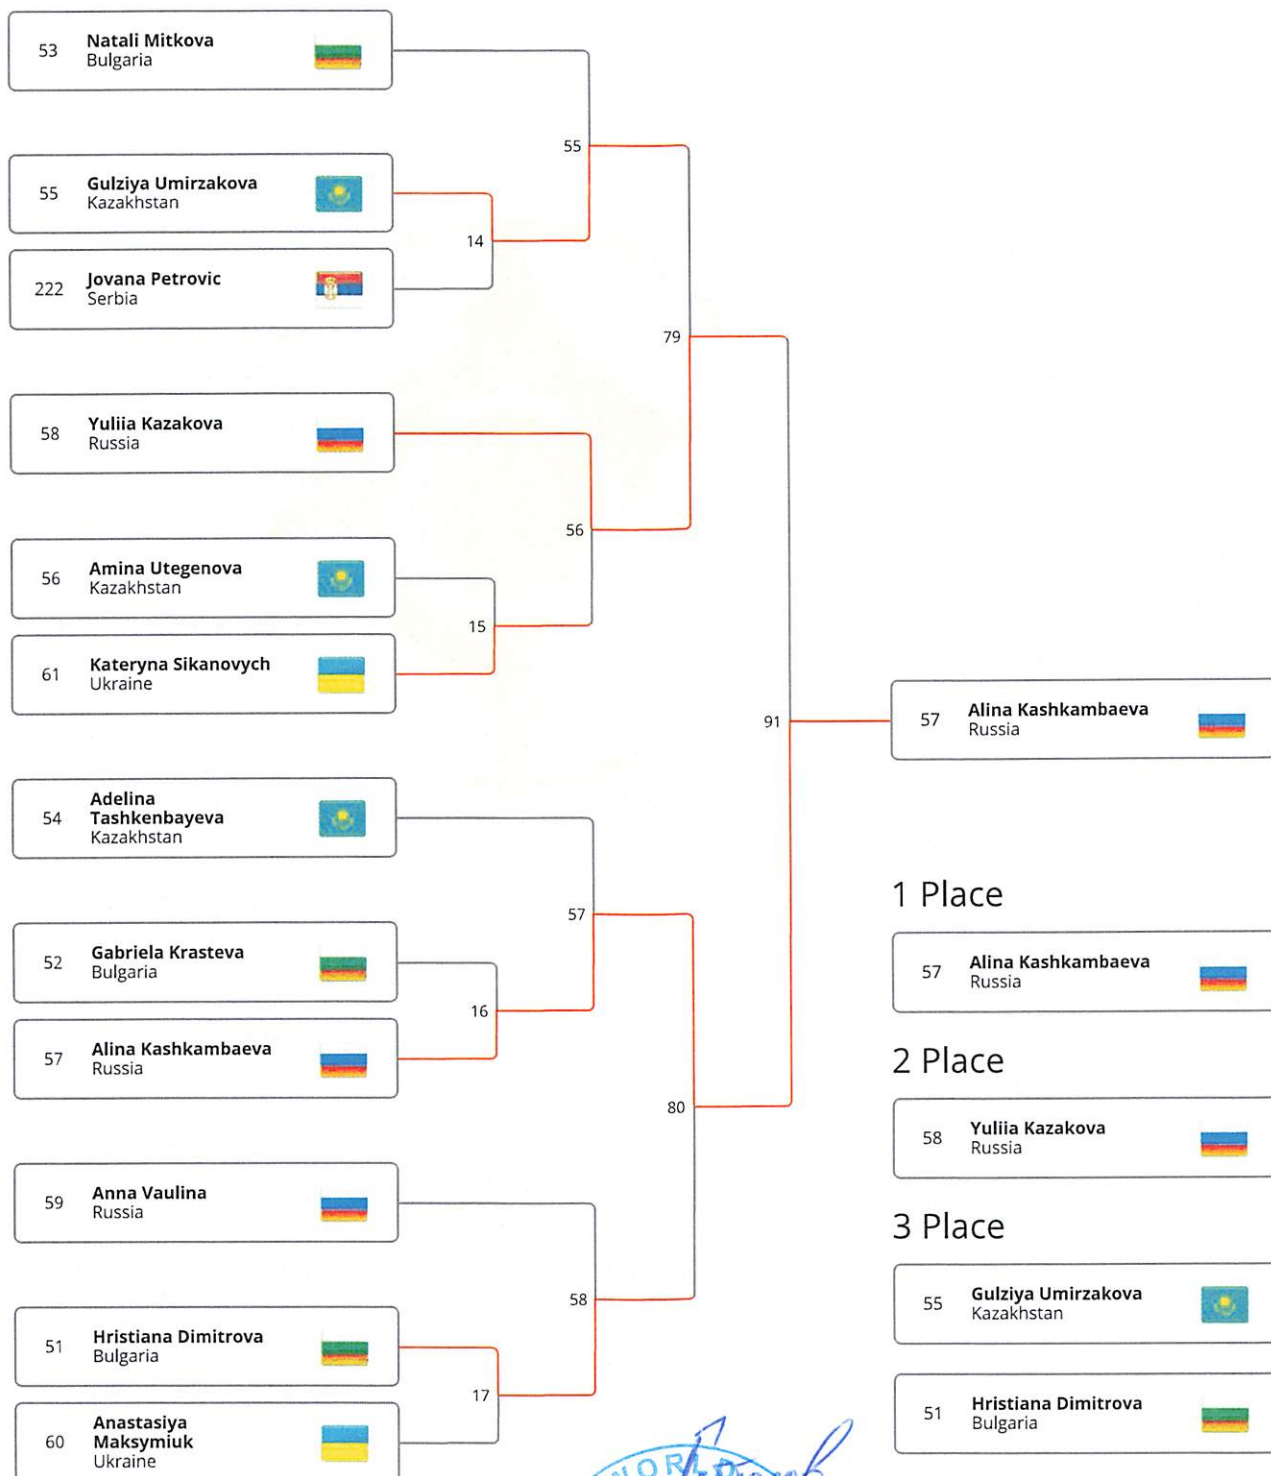 53 Natali Mitkova
Bulgaria
55
55 Gulziya Umirzakova
Kazakhstan
14
222 Jovana Petrovic
Serbia
79
58 Yuliia Kazakova
Russia
56
56 Amina Utegenova
Kazakhstan
15
61 Kateryna Sikanovych
Ukraine
91
57 Alina Kashkambaeva
Russia
54 Adelina
Tashkenbayeva
Kazakhstan
57
52 Gabriela Krasteva
Bulgaria
16
57 Alina Kashkambaeva
Russia
80
59 Anna Vaulina
Russia
58
51 Hristiana Dimitrova
Bulgaria
17
60 Anastasiya
Maksymiuk
Ukraine
1 Place
57 Alina Kashkambaeva
Russia
2 Place
58 Yuliia Kazakova
Russia
3 Place
55 Gulziya Umirzakova
Kazakhstan
51 Hristiana Dimitrova
Bulgaria
WORLD